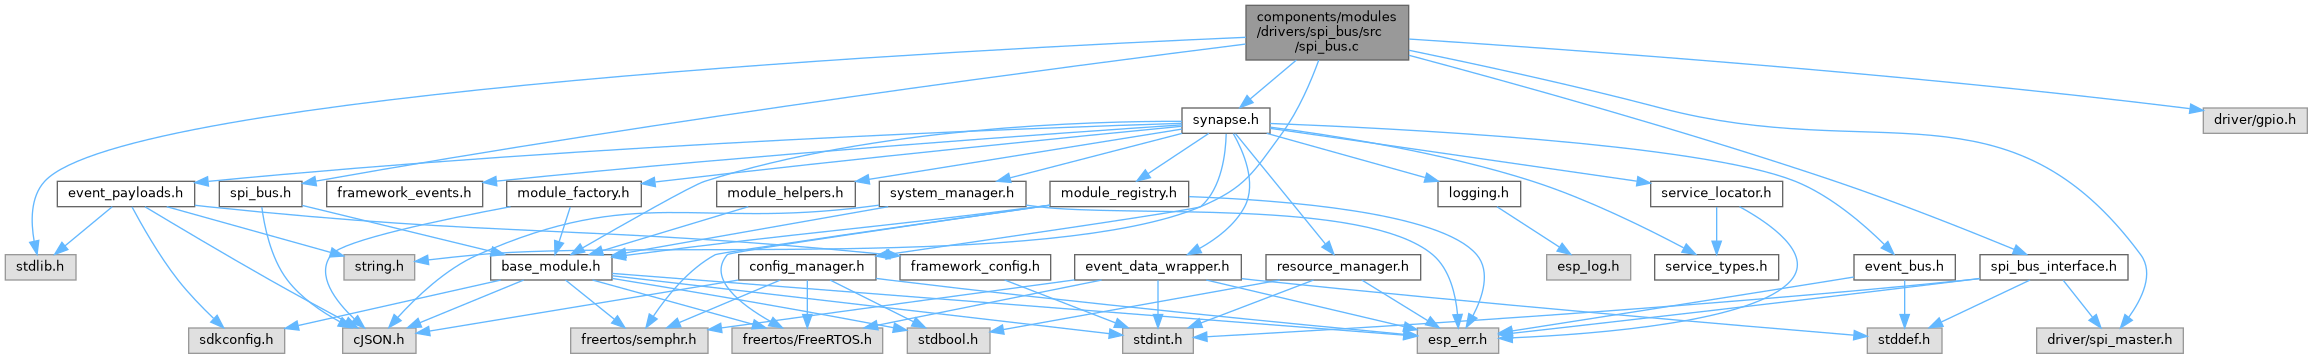 components/modules
/drivers/spi_bus/src
/spi_bus.c
synapse.h
driver/gpio.h
event_payloads.h
spi_bus.h
framework_events.h
module_factory.h
module_helpers.h
system_manager.h
module_registry.h
logging.h
service_locator.h
stdlib.h
string.h
base_module.h
config_manager.h
framework_config.h
event_data_wrapper.h
resource_manager.h
esp_log.h
service_types.h
event_bus.h
spi_bus_interface.h
sdkconfig.h
cJSON.h
freertos/semphr.h
freertos/FreeRTOS.h
stdbool.h
stdint.h
esp_err.h
stddef.h
driver/spi_master.h